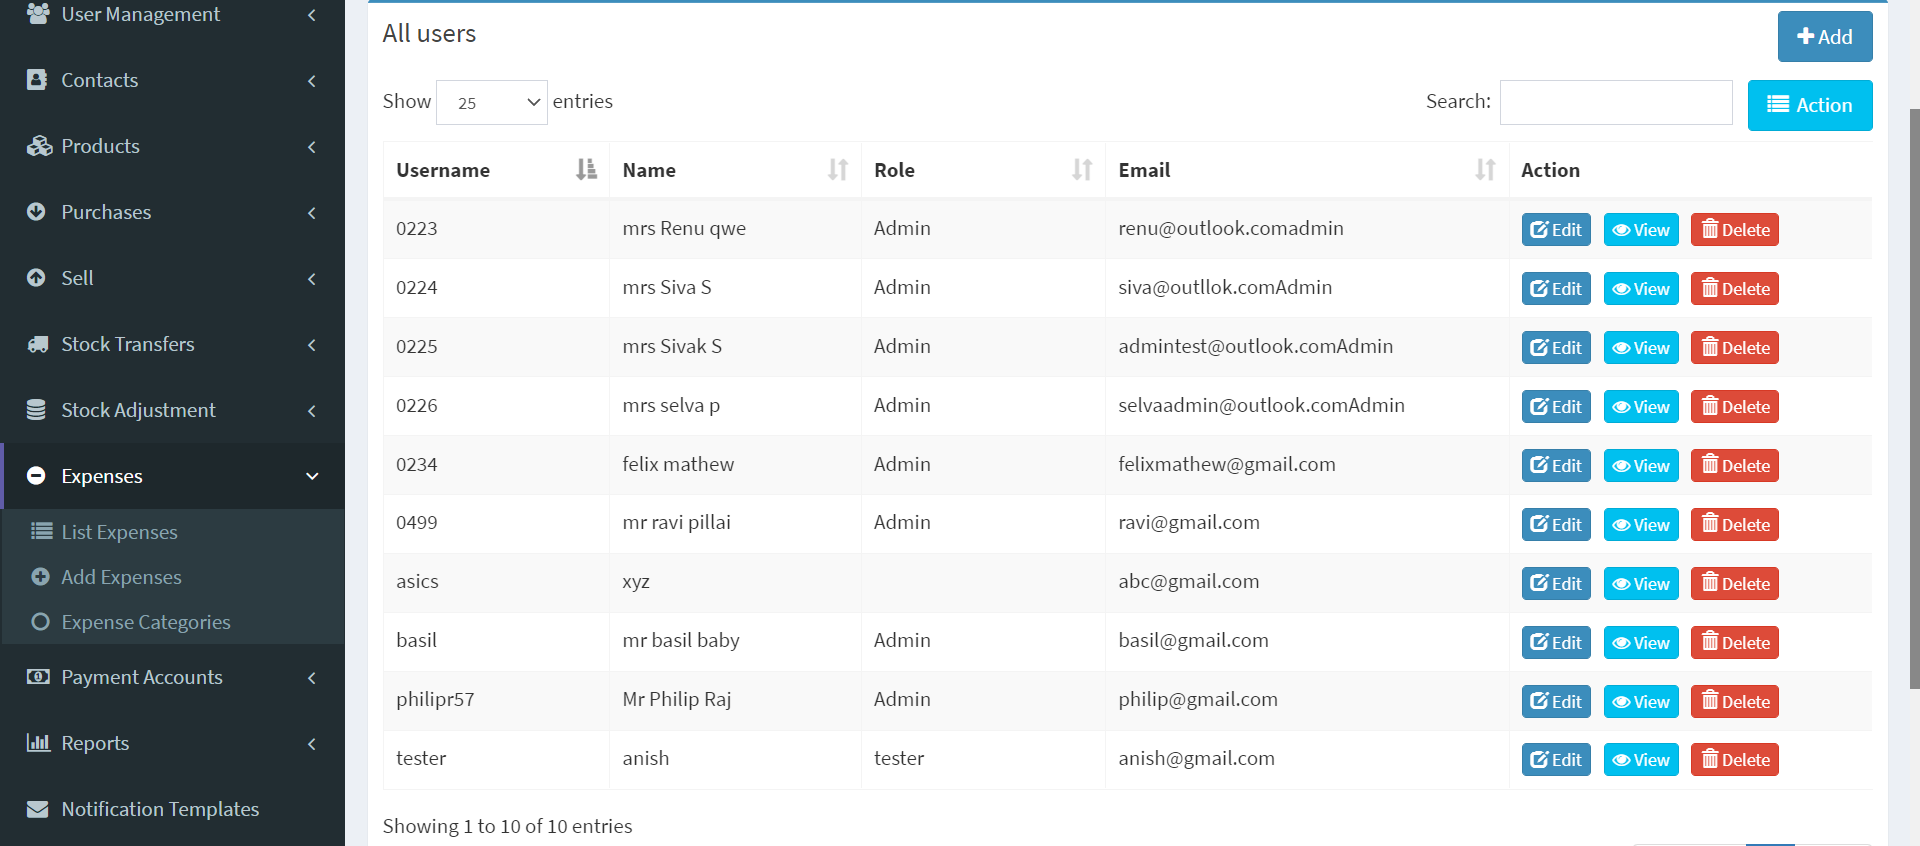 User Management
Contacts
Products
Purchases
Sell
Stock Transfers
Stock Adjustment
Expenses
List Expenses
Add Expenses
Expense Categories
Payment Accounts
Reports
Notification Templates
All users
Add
Show 25 entries
Search:
Action
Username Name Role Email Action
0223 mrs Renu qwe Admin renu@outlook.comadmin Edit View Delete
0224 mrs Siva S Admin siva@outllok.comAdmin Edit View Delete
0225 mrs Sivak S Admin admintest@outlook.comAdmin Edit View Delete
0226 mrs selva p Admin selvaadmin@outlook.comAdmin Edit View Delete
0234 felix mathew Admin felixmathew@gmail.com Edit View Delete
0499 mr ravi pillai Admin ravi@gmail.com Edit View Delete
asics xyz abc@gmail.com Edit View Delete
basil mr basil baby Admin basil@gmail.com Edit View Delete
philipr57 Mr Philip Raj Admin philip@gmail.com Edit View Delete
tester anish tester anish@gmail.com Edit View Delete
Showing 1 to 10 of 10 entries